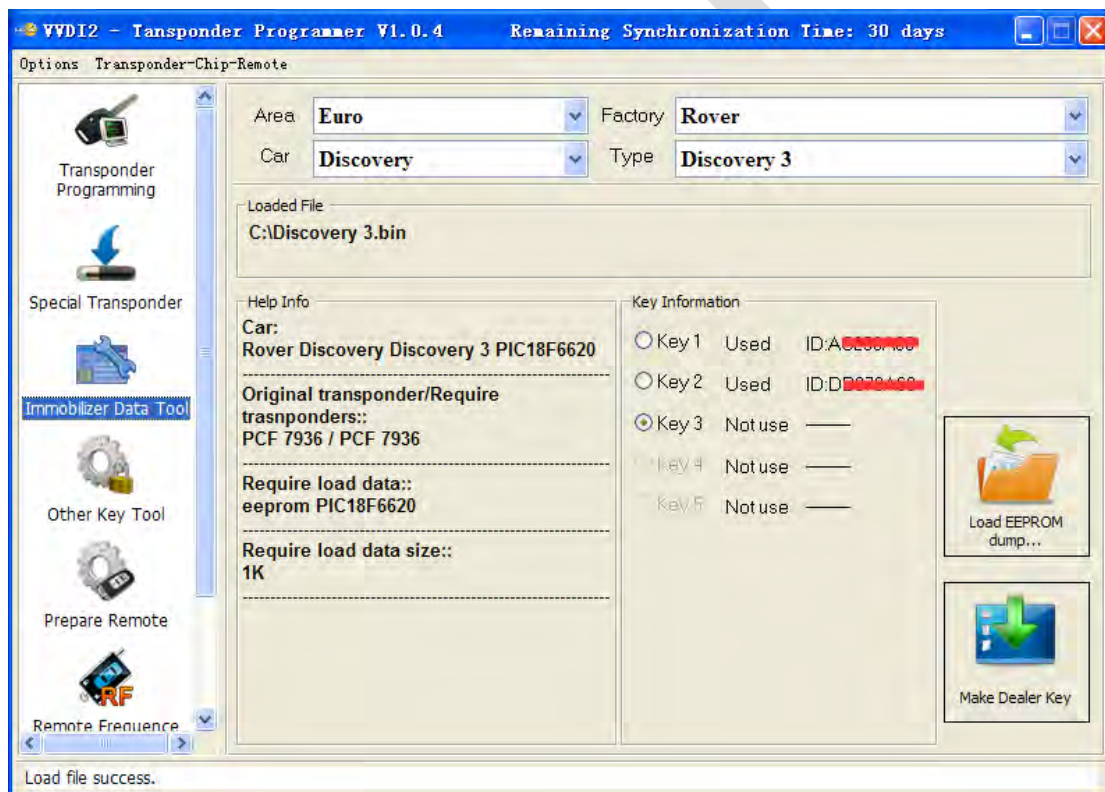 VVDI2 - Tansponder Programmer V1.0.4 Remaining Synchronization Time: 30 days
Options Transponder-Chip-Remote
Transponder
Programming
Special Transponder
Immobilizer Data Tool
Other Key Tool
Prepare Remote
RF
Remote Frequence
Area Euro Factory Rover
Car Discovery Type Discovery 3
Loaded File
C:\Discovery 3.bin
Help Info
Car:
Rover Discovery Discovery 3 PIC18F6620
Original transponder/Require
trasnponders::
PCF 7936 / PCF 7936
Require load data::
eeprom PIC18F6620
Require load data size::
1K
Key Information
Key 1 Used
Key 2 Used
Key 3 Not use
Key 4 Not use
Key 5 Not use
Load EEPROM
dump...
Make Dealer Key
Load file success.